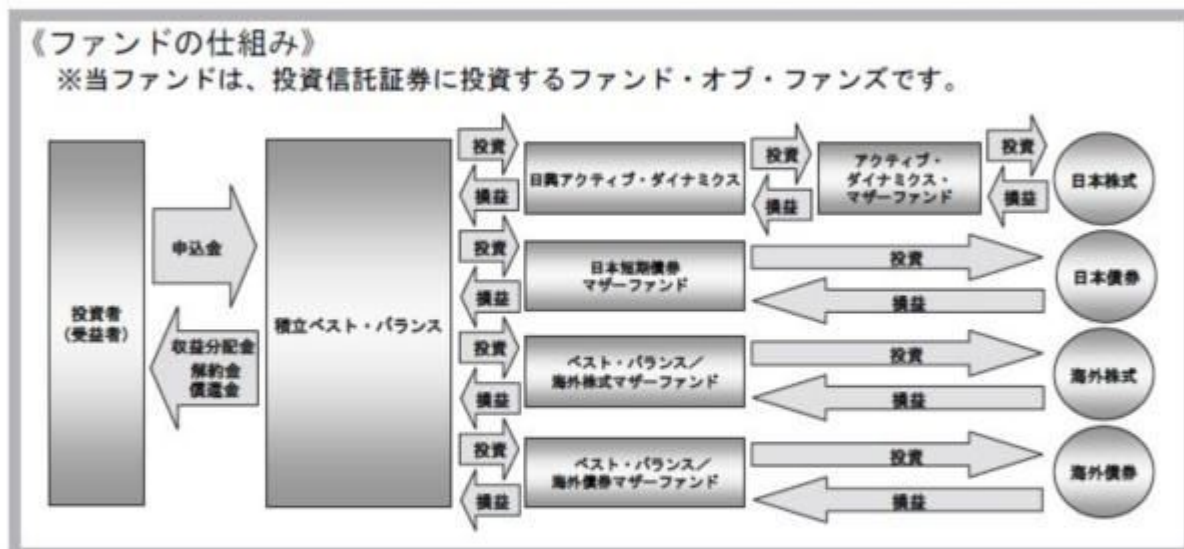 《ファンドの仕組み》
※当ファンドは、投資信託証券に投資するファンド・オブ・ファンズです。
投資者
(受益者)
申込金
収益分配金
解約金
償還金
積立ベスト・バランス
投資
損益
日興アクティブ・ダイナミクス
投資
損益
アクティブ・
ダイナミクス・
マザーファンド
投資
損益
日本株式
投資
損益
日本短期債券
マザーファンド
投資
損益
日本債券
投資
損益
ベスト・バランス／
海外株式マザーファンド
投資
損益
海外株式
投資
損益
ベスト・バランス／
海外債券マザーファンド
投資
損益
海外債券